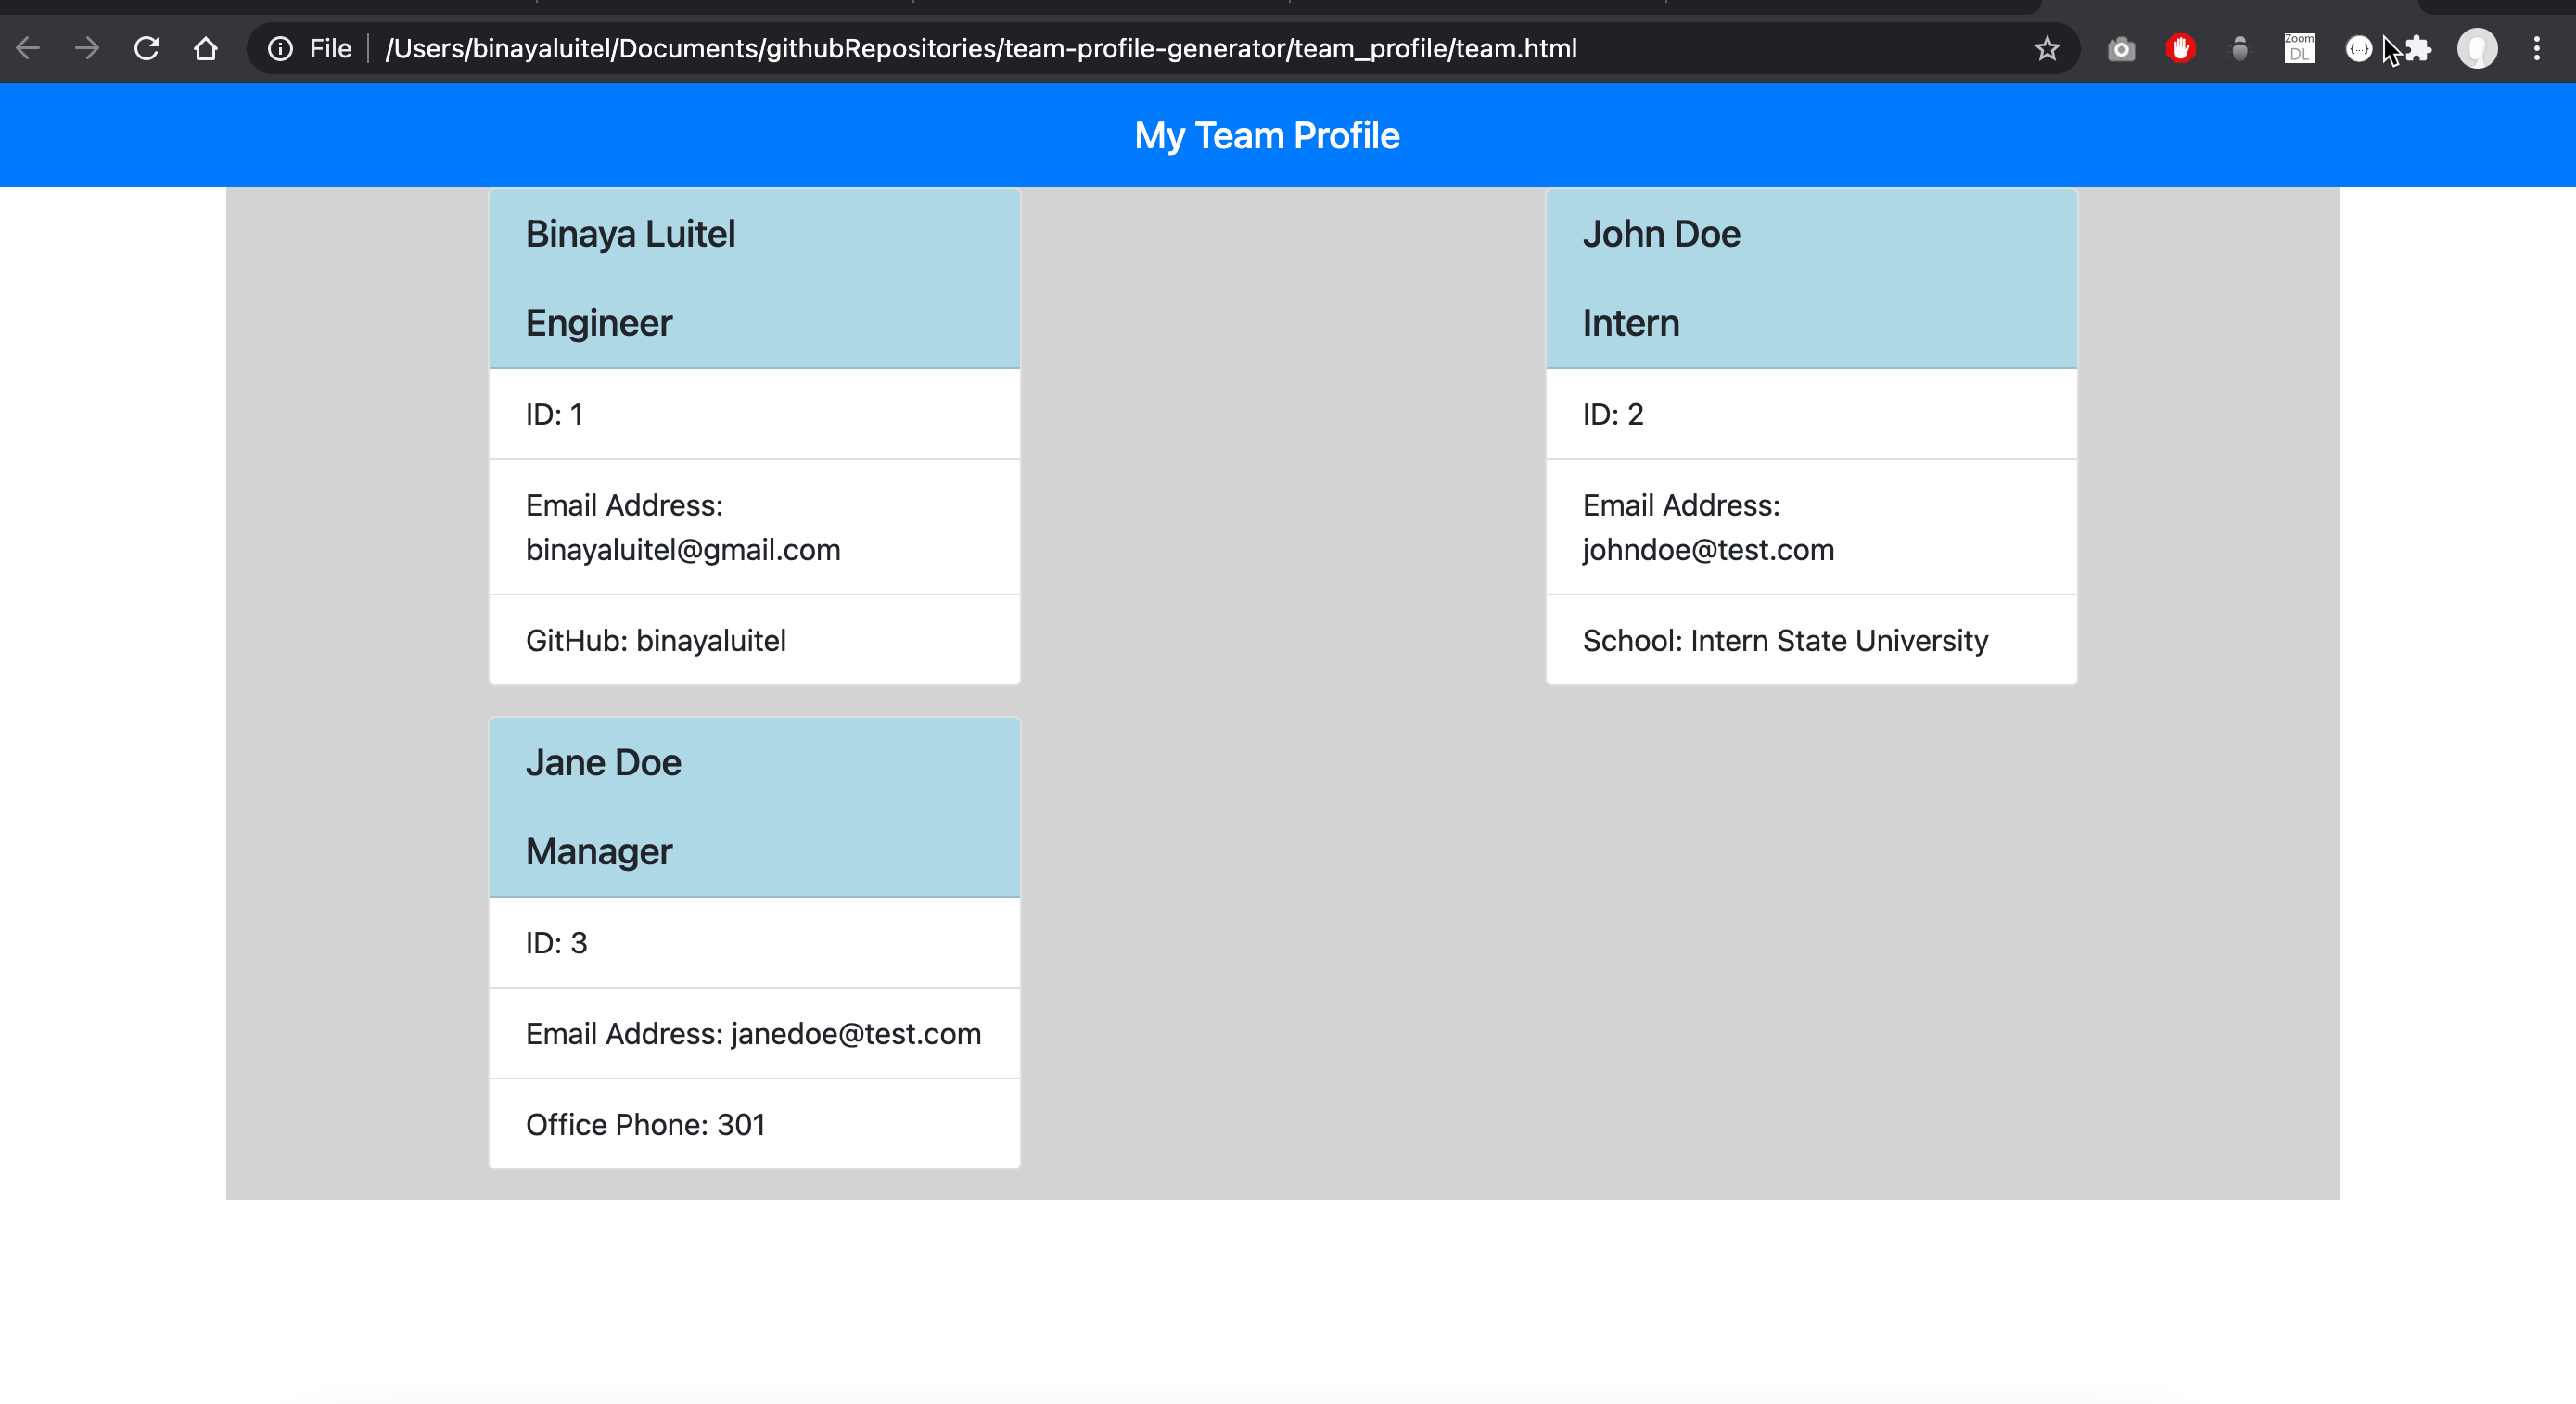 File
/Users/binayaluitel/Documents/githubRepositories/team-profile-generator/team_profile/team.html
Zoom
DL
{...}
My Team Profile
Binaya Luitel
Engineer
ID: 1
Email Address:
binayaluitel@gmail.com
GitHub: binayaluitel
John Doe
Intern
ID: 2
Email Address:
johndoe@test.com
School: Intern State University
Jane Doe
Manager
ID: 3
Email Address: janedoe@test.com
Office Phone: 301